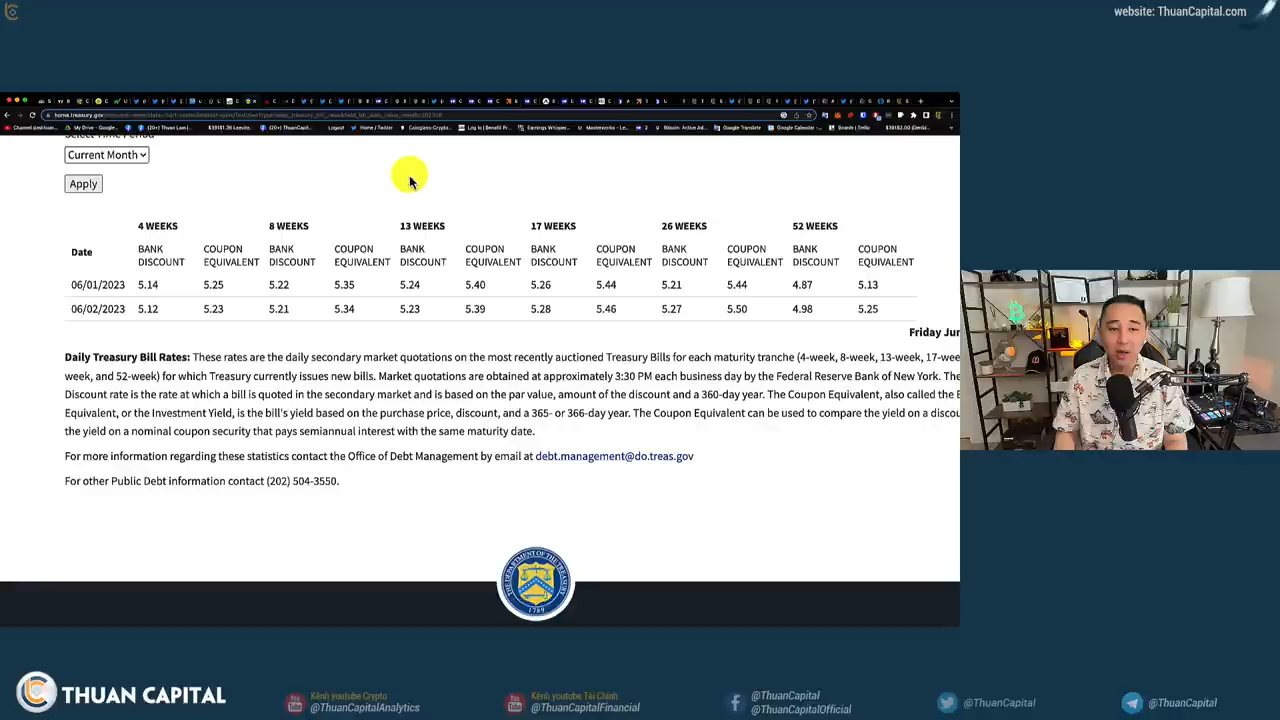 website: ThuanCapital.com
Current Month
Apply
4 WEEKS 8 WEEKS 13 WEEKS 17 WEEKS 26 WEEKS 52 WEEKS
Date
BANK COUPON BANK COUPON BANK COUPON BANK COUPON BANK COUPON BANK COUPON
DISCOUNT EQUIVALENT DISCOUNT EQUIVALENT DISCOUNT EQUIVALENT DISCOUNT EQUIVALENT DISCOUNT EQUIVALENT DISCOUNT EQUIVALENT
06/01/2023 5.14 5.25 5.22 5.35 5.24 5.40 5.26 5.44 5.21 5.44 4.87 5.13
06/02/2023 5.12 5.23 5.21 5.34 5.23 5.39 5.28 5.46 5.27 5.50 4.98 5.25
Friday Jun
Daily Treasury Bill Rates: These rates are the daily secondary market quotations on the most recently auctioned Treasury Bills for each maturity tranche (4-week, 8-week, 13-week, 17-wee
week, and 52-week) for which Treasury currently issues new bills. Market quotations are obtained at approximately 3:30 PM each business day by the Federal Reserve Bank of New York. The
Discount rate is the rate at which a bill is quoted in the secondary market and is based on the par value, amount of the discount and a 360-day year. The Coupon Equivalent, also called the B
Equivalent, or the Investment Yield, is the bill's yield based on the purchase price, discount, and a 365- or 366-day year. The Coupon Equivalent can be used to compare the yield on a discou
the yield on a nominal coupon security that pays semiannual interest with the same maturity date.
For more information regarding these statistics contact the Office of Debt Management by email at debt.management@do.treas.gov
For other Public Debt information contact (202) 504-3550.
THE DEPARTMENT OF THE TREASURY
1789
THUAN CAPITAL
Kênh youtube Crypto
@ThuanCapitalAnalytics
Kênh youtube Tài Chính
@ThuanCapitalFinancial
@ThuanCapital
@ThuanCapitalOfficial
@ThuanCapital
@ThuanCapital